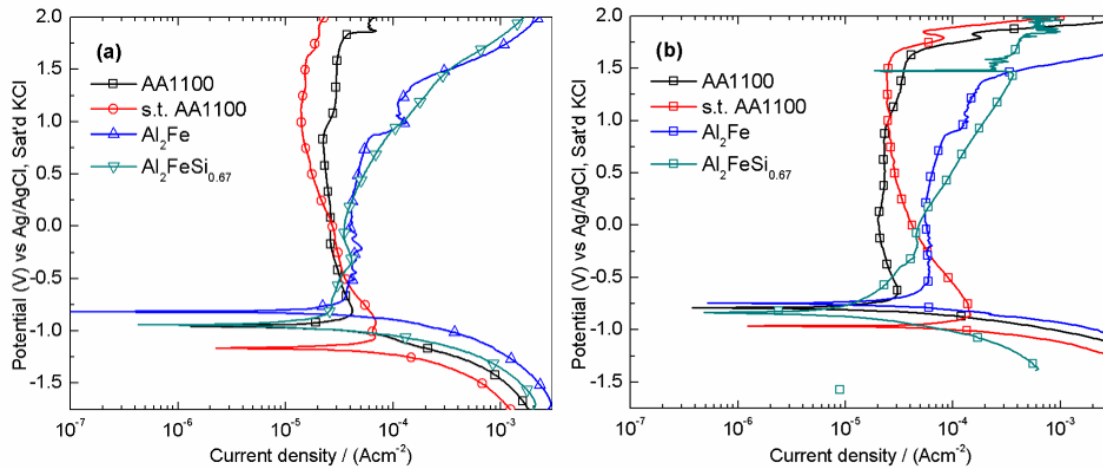 (a)
AA1100
s.t. AA1100
Al₂Fe
Al₂FeSi₀.₆₇
Potential (V) vs Ag/AgCl, Sat'd KCl
2.0
1.5
1.0
0.5
0.0
-0.5
-1.0
-1.5
10⁻⁷
10⁻⁶
10⁻⁵
10⁻⁴
10⁻³
Current density / (Acm⁻²)
(b)
AA1100
s.t. AA1100
Al₂Fe
Al₂FeSi₀.₆₇
Potential (V) vs Ag/AgCl, Sat'd KCl
2.0
1.5
1.0
0.5
0.0
-0.5
-1.0
-1.5
10⁻⁷
10⁻⁶
10⁻⁵
10⁻⁴
10⁻³
Current density / (Acm⁻²)